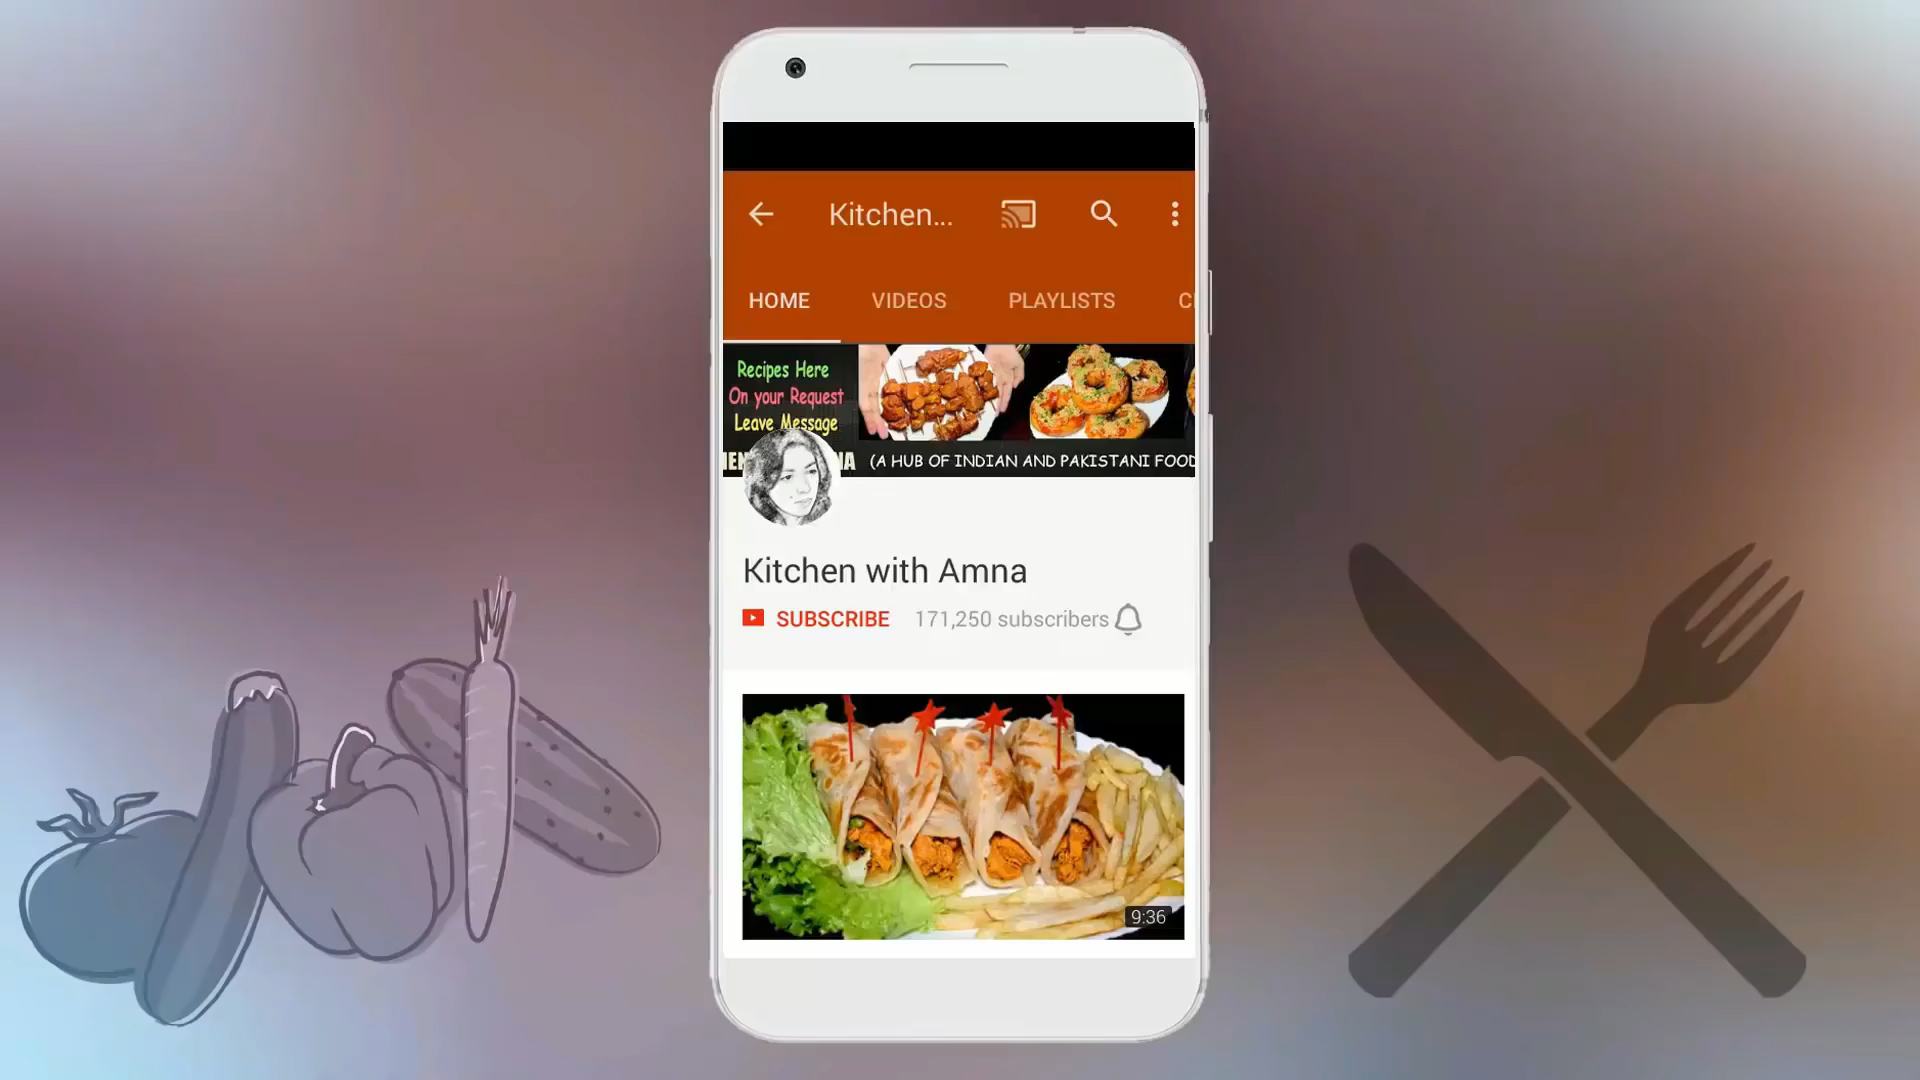 Kitchen...
HOME VIDEOS PLAYLISTS C
Recipes Here
On your Request
Leave Message
(A HUB OF INDIAN AND PAKISTANI FOOD
Kitchen with Amna
SUBSCRIBE 171,250 subscribers
9:36